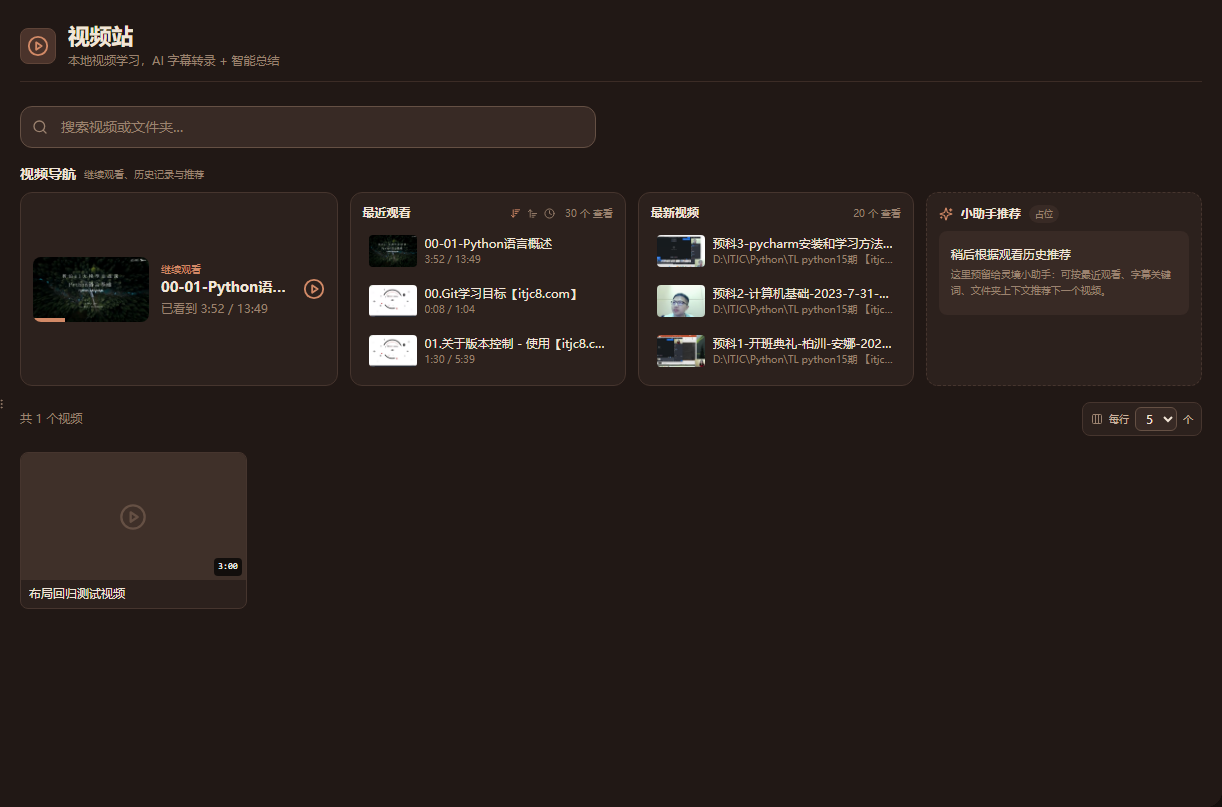 视频站
本地视频学习，AI 字幕转录 + 智能总结
搜索视频或文件夹...
视频导航 继续观看、历史记录与推荐
继续观看
00-01-Python语...
已看到 3:52 / 13:49
最近观看 30 个 查看
00-01-Python语言概述
3:52 / 13:49
00.Git学习目标【itjc8.com】
0:08 / 1:04
01.关于版本控制 - 使用【itjc8.c...
1:30 / 5:39
最新视频 20 个 查看
预科3-pycharm安装和学习方法...
D:\ITJC\Python\TL python15期 【itjc...
预科2-计算机基础-2023-7-31-...
D:\ITJC\Python\TL python15期 【itjc...
预科1-开班典礼-柏汌-安娜-202...
D:\ITJC\Python\TL python15期 【itjc...
小助手推荐 占位
稍后根据观看历史推荐
这里预留给灵境小助手：可按最近观看、字幕关键
词、文件夹上下文推荐下一个视频。
共 1 个视频
每行 5 个
3:00
布局回归测试视频